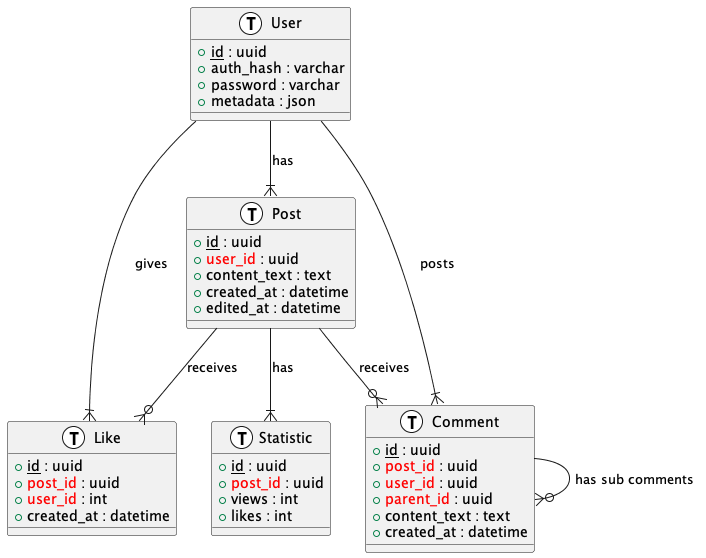 T User
id : uuid
auth_hash : varchar
password : varchar
metadata : json
has
T Post
id : uuid
user_id : uuid
content_text : text
created_at : datetime
edited_at : datetime
gives
posts
receives
has
receives
T Like
id : uuid
post_id : uuid
user_id : int
created_at : datetime
T Statistic
id : uuid
post_id : uuid
views : int
likes : int
T Comment
id : uuid
post_id : uuid
user_id : uuid
parent_id : uuid
content_text : text
created_at : datetime
has sub comments